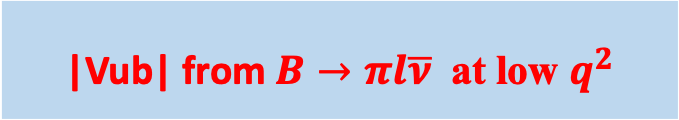 |Vub| from B → πlν̅ at low q²